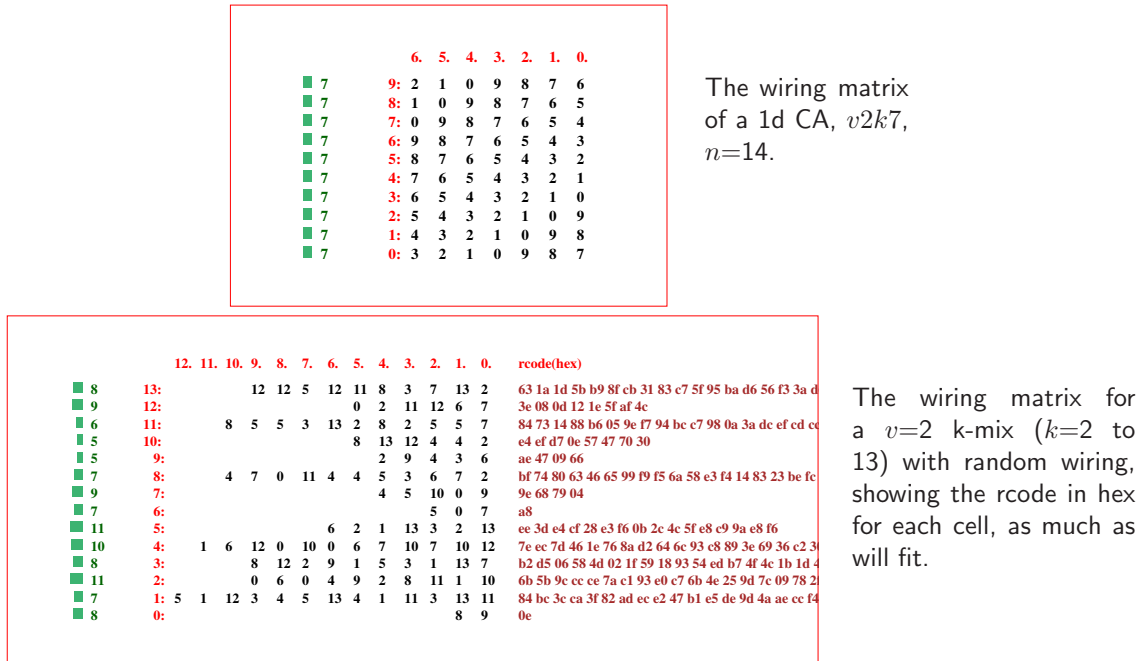 6. 5. 4. 3. 2. 1. 0.
7 9: 2 1 0 9 8 7 6
7 8: 1 0 9 8 7 6 5
7 7: 0 9 8 7 6 5 4
7 6: 9 8 7 6 5 4 3
7 5: 8 7 6 5 4 3 2
7 4: 7 6 5 4 3 2 1
7 3: 6 5 4 3 2 1 0
7 2: 5 4 3 2 1 0 9
7 1: 4 3 2 1 0 9 8
7 0: 3 2 1 0 9 8 7
The wiring matrix
of a 1d CA, v2k7,
n=14.
12. 11. 10. 9. 8. 7. 6. 5. 4. 3. 2. 1. 0. rcode(hex)
8 13: 12 12 5 12 11 8 3 7 13 2 63 1a 1d 5b b9 8f cb 31 83 c7 5f 95 ba d6 56 f3 3a d
9 12: 0 2 11 12 6 7 3e 08 0d 12 1e 5f af 4c
6 11: 8 5 5 3 13 2 8 2 5 5 7 84 73 14 88 b6 05 9e f7 94 bc c7 98 0a 3a dc ef cd
5 10: 8 13 12 4 4 2 e4 ef d7 0e 57 47 70 30
5 9: 2 9 4 3 6 ae 47 09 66
7 8: 4 7 0 11 4 4 5 3 6 7 2 bf 74 80 63 46 65 99 f9 f5 6a 58 e3 f4 14 83 23 be fc
9 7: 4 5 10 0 9 9e 68 79 04
7 6: 5 0 7 a8
11 5: 6 2 1 13 3 2 13 ee 3d e4 cf 28 e3 f6 0b 2c 4c 5f e8 c9 9a e8 f6
10 4: 1 6 12 0 10 0 6 7 10 7 10 12 7e ec 7d 46 1e 76 8a d2 64 6c 93 c8 89 3e 69 36 c2
8 3: 8 12 2 9 1 5 3 1 13 7 b2 d5 06 58 4d 02 1f 59 18 93 54 ed b7 4f 4c 1b 1d
11 2: 0 6 0 4 9 2 8 11 1 10 6b 5b 9c cc ce 7a c1 93 e0 c7 6b 4e 25 9d 7c 09 78
7 1: 5 1 12 3 4 5 13 4 1 11 3 13 11 84 bc 3c ca 3f 82 ad ec e2 47 b1 e5 de 9d 4a ae cc f4
8 0: 8 9 0e
The wiring matrix for
a v=2 k-mix (k=2 to
13) with random wiring,
showing the rcode in hex
for each cell, as much as
will fit.